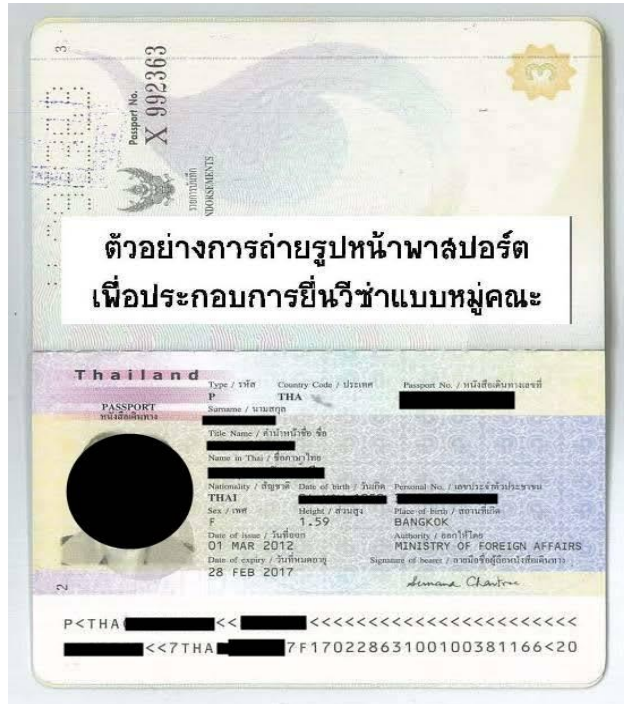 3
Passport No.
X 992363
รายการบันทึก
ENDORSEMENTS
ตัวอย่างการถ่ายรูปหน้าพาสปอร์ต
เพื่อประกอบการยื่นวีซ่าแบบหมู่คณะ
Thailand
PASSPORT
หนังสือเดินทาง
Type / รหัส Country Code / ประเทศ Passport No. / หนังสือเดินทางเลขที่
P THA
Surname / นามสกุล
Title Name / คำนำหน้าชื่อ ชื่อ
Name in Thai / ชื่อภาษาไทย
Nationality / สัญชาติ Date of birth / วันเกิด Personal No. / เลขประจำตัวประชาชน
THAI
Sex / เพศ Height / ส่วนสูง Place of birth / สถานที่เกิด
F 1.59 BANGKOK
Date of issue / วันที่ออก Authority / ออกให้โดย
01 MAR 2012 MINISTRY OF FOREIGN AFFAIRS
Date of expiry / วันที่หมดอายุ Signature of bearer / ลายมือชื่อผู้ถือหนังสือเดินทาง
28 FEB 2017
2
P<THA << <<<<<<<<<<<<<<<<<<<<<<<
<<7THA 7F17022863100100381166<20